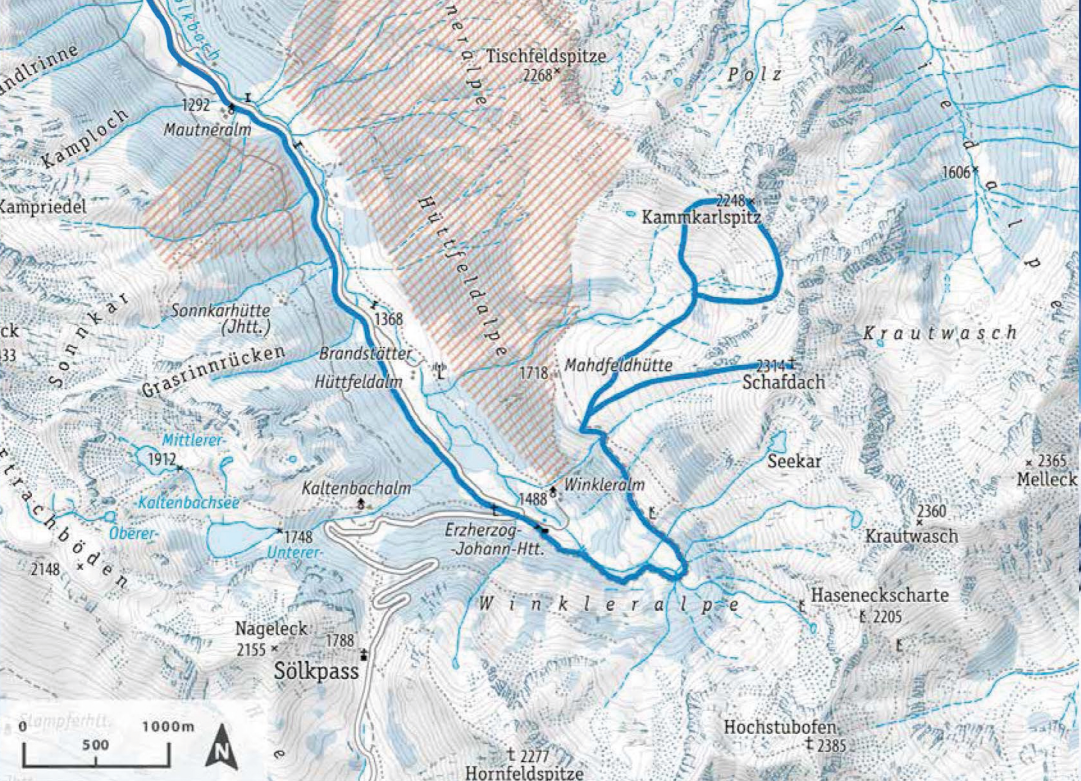 Tischfeldspitze
2268
Polz
1292
Mautneralm
Kamploch
1606
Kampriedel
2248
Kammkarlspitz
Hüttfeldalpe
Sonnkar
Sonnkarhütte
(Jhtt.)
1368
Krautwasch
Brandstätter
Grasrinnrücken
Hüttfeldalm
Mahdfeldhütte
1718
2314
Schafdach
Mittlerer-
1912
Seekar
2365
Melleck
Kaltenbachalm
Winkleralm
1488
Kaltenbachsee
Oberer-
1748
Unterer-
Erzherzog-
-Johann-Htt.
2360
Krautwasch
2148
Winkleralpe
Haseneckscharte
2205
Nageleck
2155
1788
Sölkpass
0
1000m
500
N
Hochstubofen
2385
2277
Hornfeldspitze